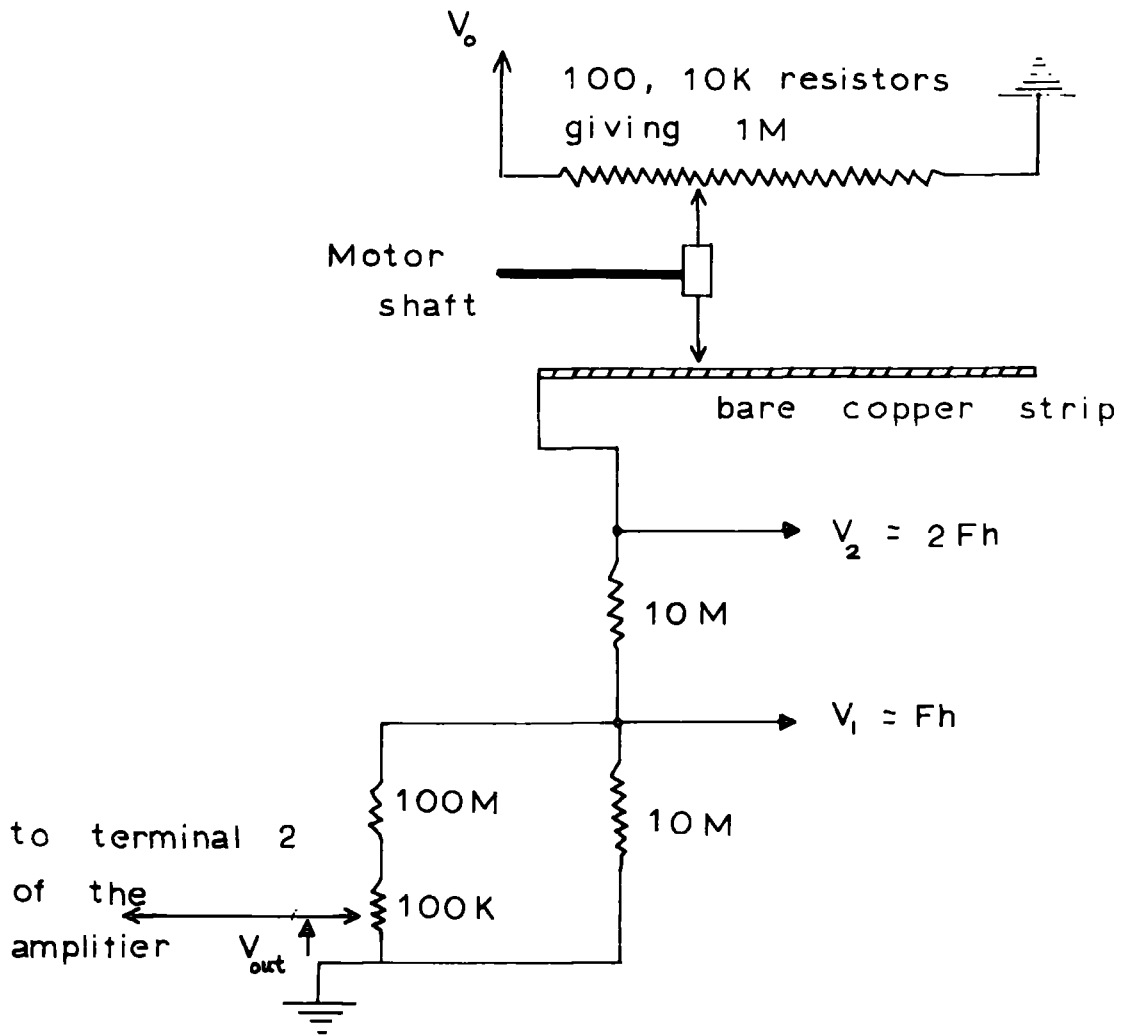 V₀
100, 10K resistors
giving 1M
Motor
shaft
bare copper strip
V₂ = 2Fh
10M
V₁ = Fh
100M
10M
to terminal 2
of the
100K
amplitier
Vout